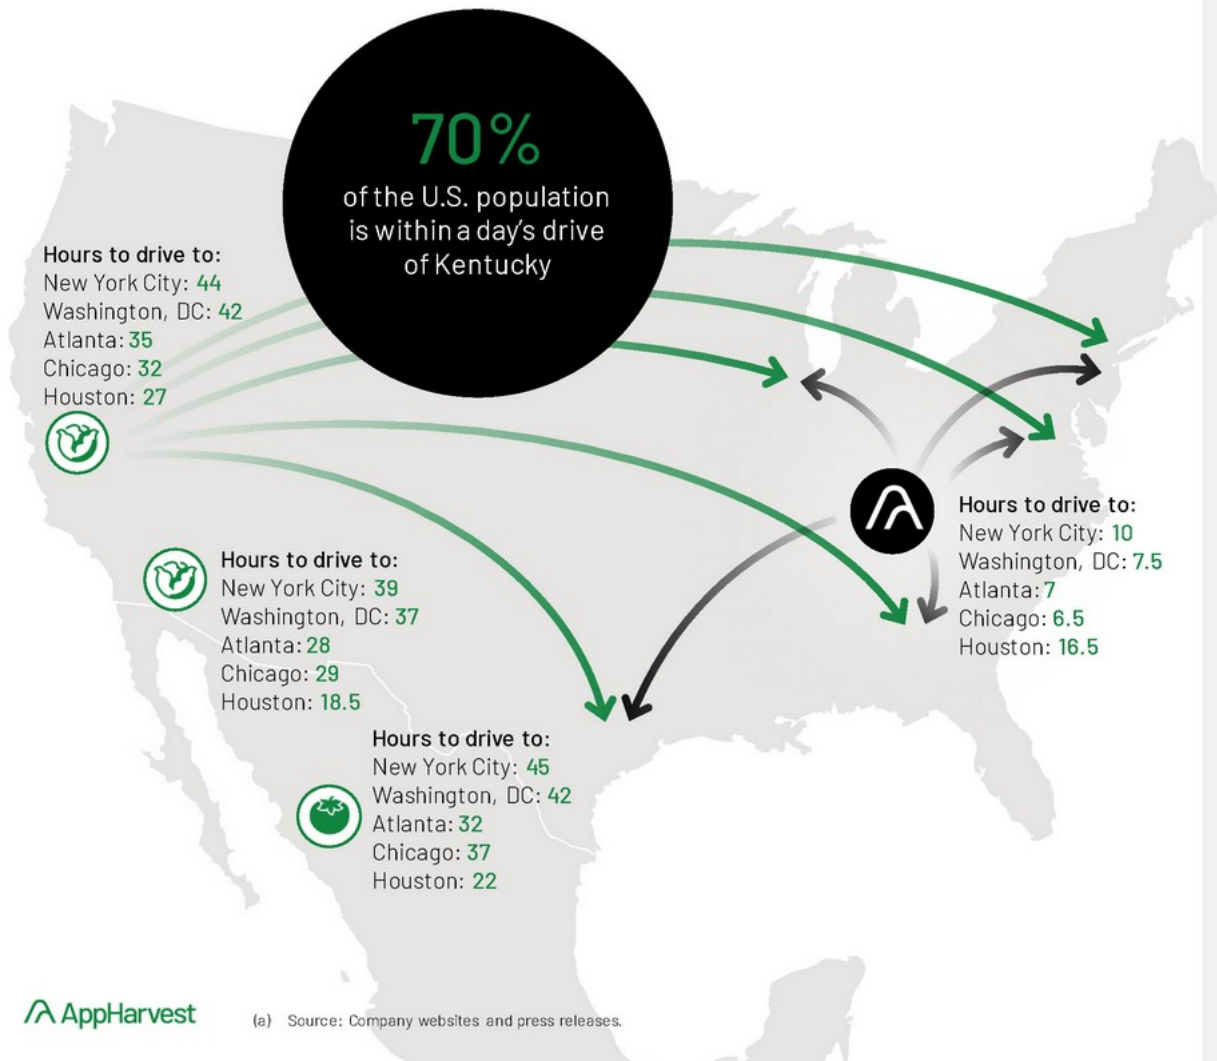 70%
of the U.S. population
is within a day's drive
of Kentucky
Hours to drive to:
New York City: 44
Washington, DC: 42
Atlanta: 35
Chicago: 32
Houston: 27
Hours to drive to:
New York City: 10
Washington, DC: 7.5
Atlanta: 7
Chicago: 6.5
Houston: 16.5
Hours to drive to:
New York City: 39
Washington, DC: 37
Atlanta: 28
Chicago: 29
Houston: 18.5
Hours to drive to:
New York City: 45
Washington, DC: 42
Atlanta: 32
Chicago: 37
Houston: 22
AppHarvest
(a) Source: Company websites and press releases.